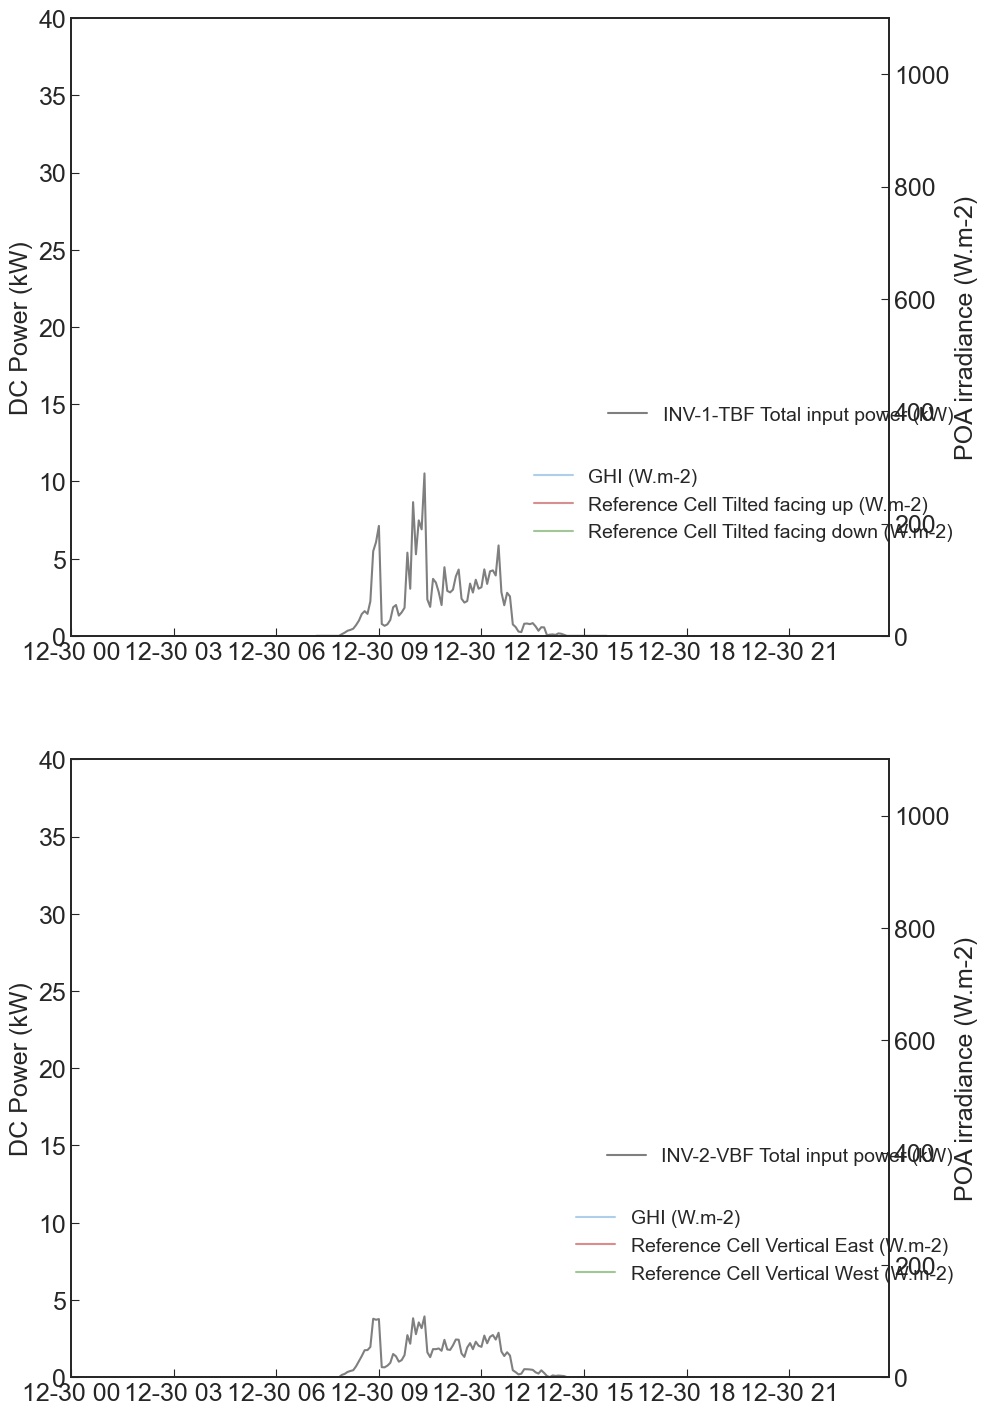 40
35
30
25
20
15
10
5
0
DC Power (kW)
1000
800
600
400
200
0
POA irradiance (W.m-2)
INV-1-TBF Total input power (kW)
GHI (W.m-2)
Reference Cell Tilted facing up (W.m-2)
Reference Cell Tilted facing down (W.m-2)
12-30 00 12-30 03 12-30 06 12-30 09 12-30 12 12-30 15 12-30 18 12-30 21
40
35
30
25
20
15
10
5
0
DC Power (kW)
1000
800
600
400
200
0
POA irradiance (W.m-2)
INV-2-VBF Total input power (kW)
GHI (W.m-2)
Reference Cell Vertical East (W.m-2)
Reference Cell Vertical West (W.m-2)
12-30 00 12-30 03 12-30 06 12-30 09 12-30 12 12-30 15 12-30 18 12-30 21